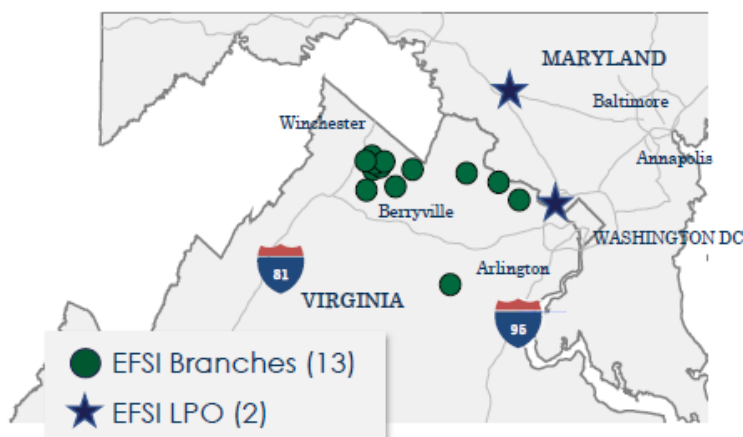 MARYLAND
Baltimore
Winchester
Annapolis
Berryville
WASHINGTON DC
Arlington
81
VIRGINIA
95
EFSI Branches (13)
EFSI LPO (2)